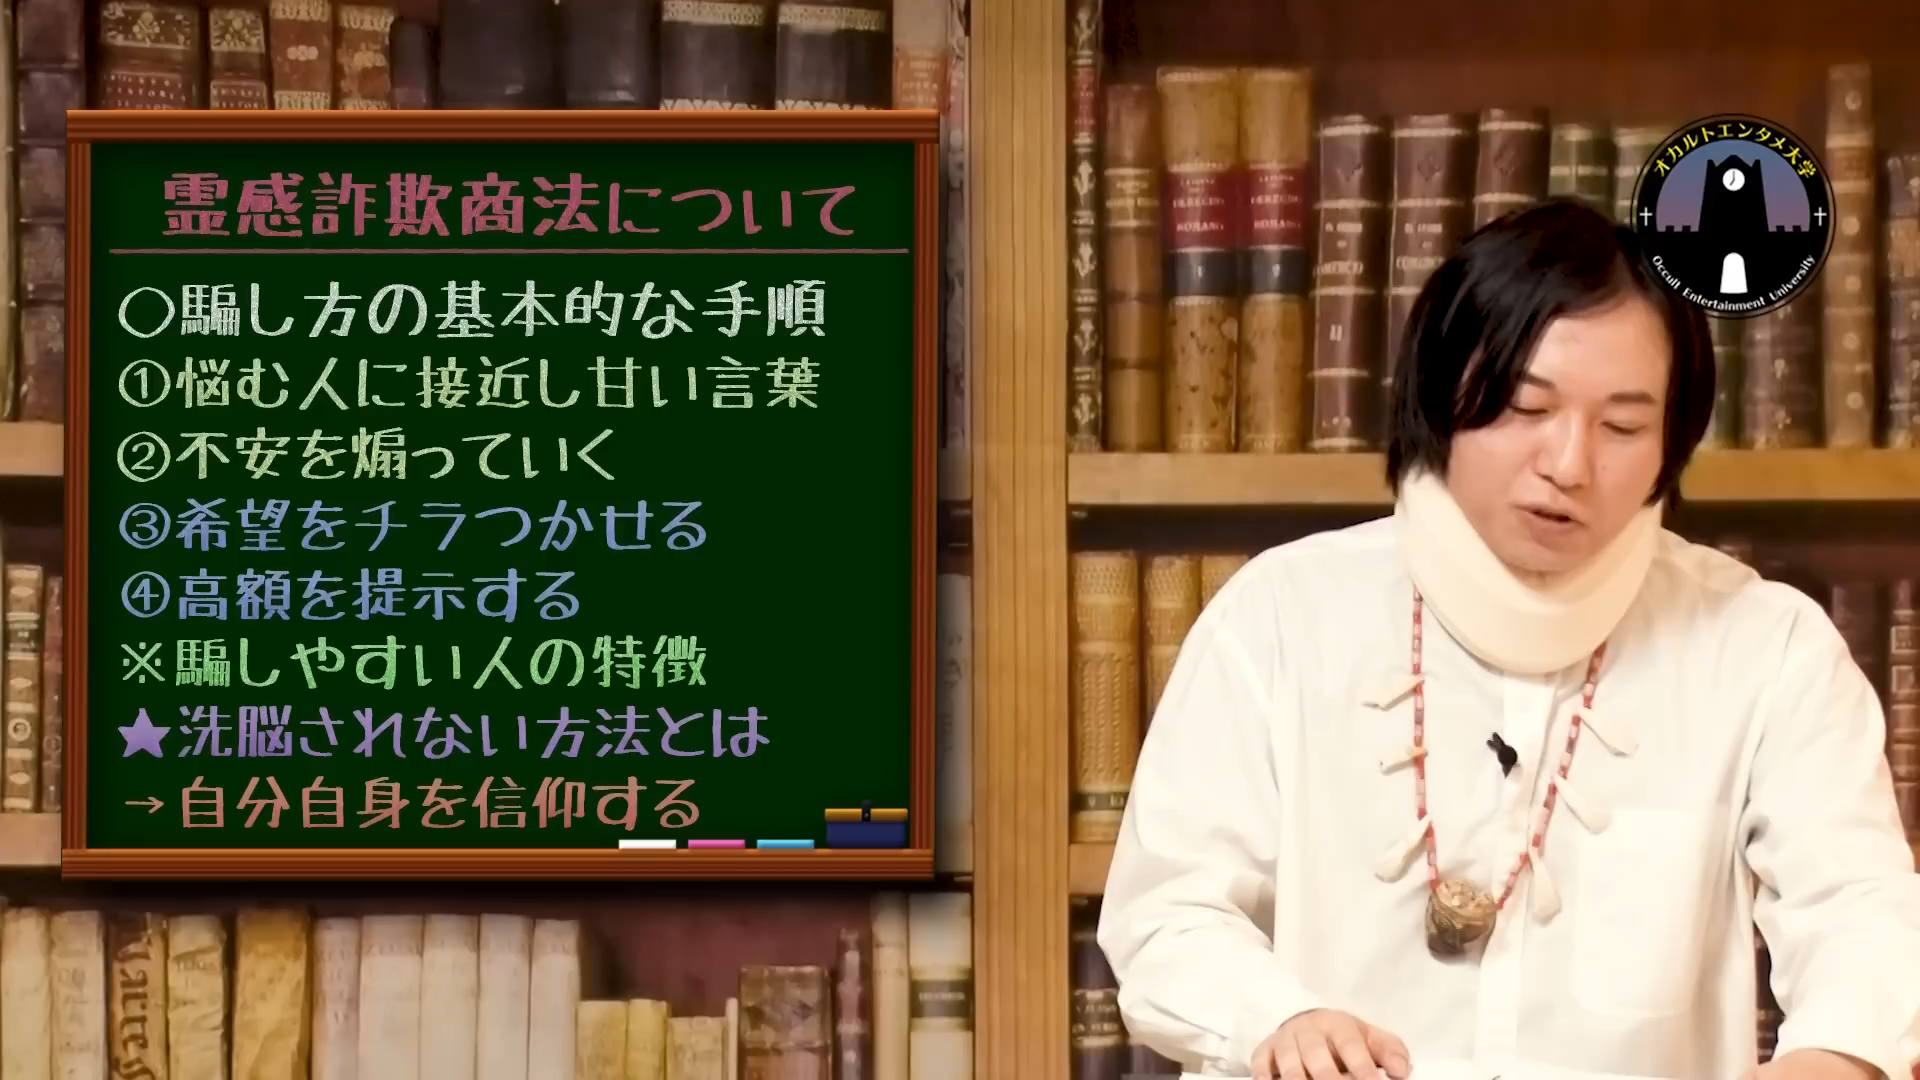 霊感詐欺商法について
○騙し方の基本的な手順
①悩む人に接近し甘い言葉
②不安を煽っていく
③希望をチラつかせる
④高額を提示する
※騙しやすい人の特徴
★洗脳されない方法とは
→自分自身を信仰する
オカルトエンタメ大学
Occult Entertainment University